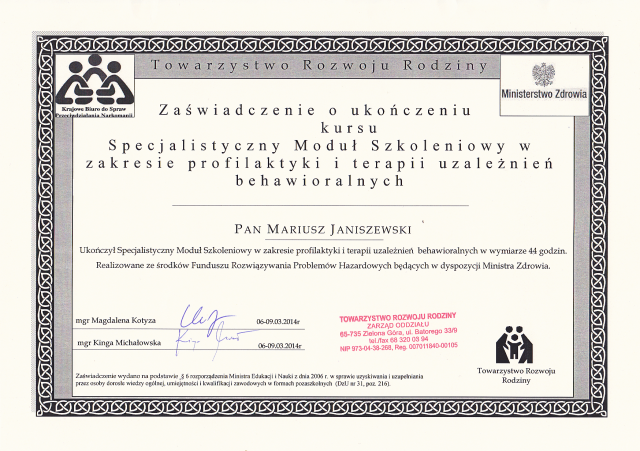 Towarzystwo Rozwoju Rodziny
Krajowe Biuro do Spraw
Przeciwdziałania Narkomanii
Ministerstwo Zdrowia
Zaświadczenie o ukończeniu
kursu
Specjalistyczny Moduł Szkoleniowy w
zakresie profilaktyki i terapii uzależnień
behawioralnych
Pan Mariusz Janiszewski
Ukończył Specjalistyczny Moduł Szkoleniowy w zakresie profilaktyki i terapii uzależnień behawioralnych w wymiarze 44 godzin.
Realizowane ze środków Funduszu Rozwiązywania Problemów Hazardowych będących w dyspozycji Ministra Zdrowia.
mgr Magdalena Kotyza 06-09.03.2014r
mgr Kinga Michałowska 06-09.03.2014r
TOWARZYSTWO ROZWOJU RODZINY
ZARZĄD ODDZIAŁU
65-735 Zielona Góra, ul. Batorego 33/9
tel./fax 68 320 03 94
NIP 973-04-38-268, Reg. 007011840-00105
Towarzystwo Rozwoju
Rodziny
Zaświadczenie wydano na podstawie § 6 rozporządzenia Ministra Edukacji i Nauki z dnia 2006 r. w sprawie uzyskiwania i uzupełniania
przez osoby dorosłe wiedzy ogólnej, umiejętności i kwalifikacji zawodowych w formach pozaszkolnych (DzU nr 31, poz. 216).